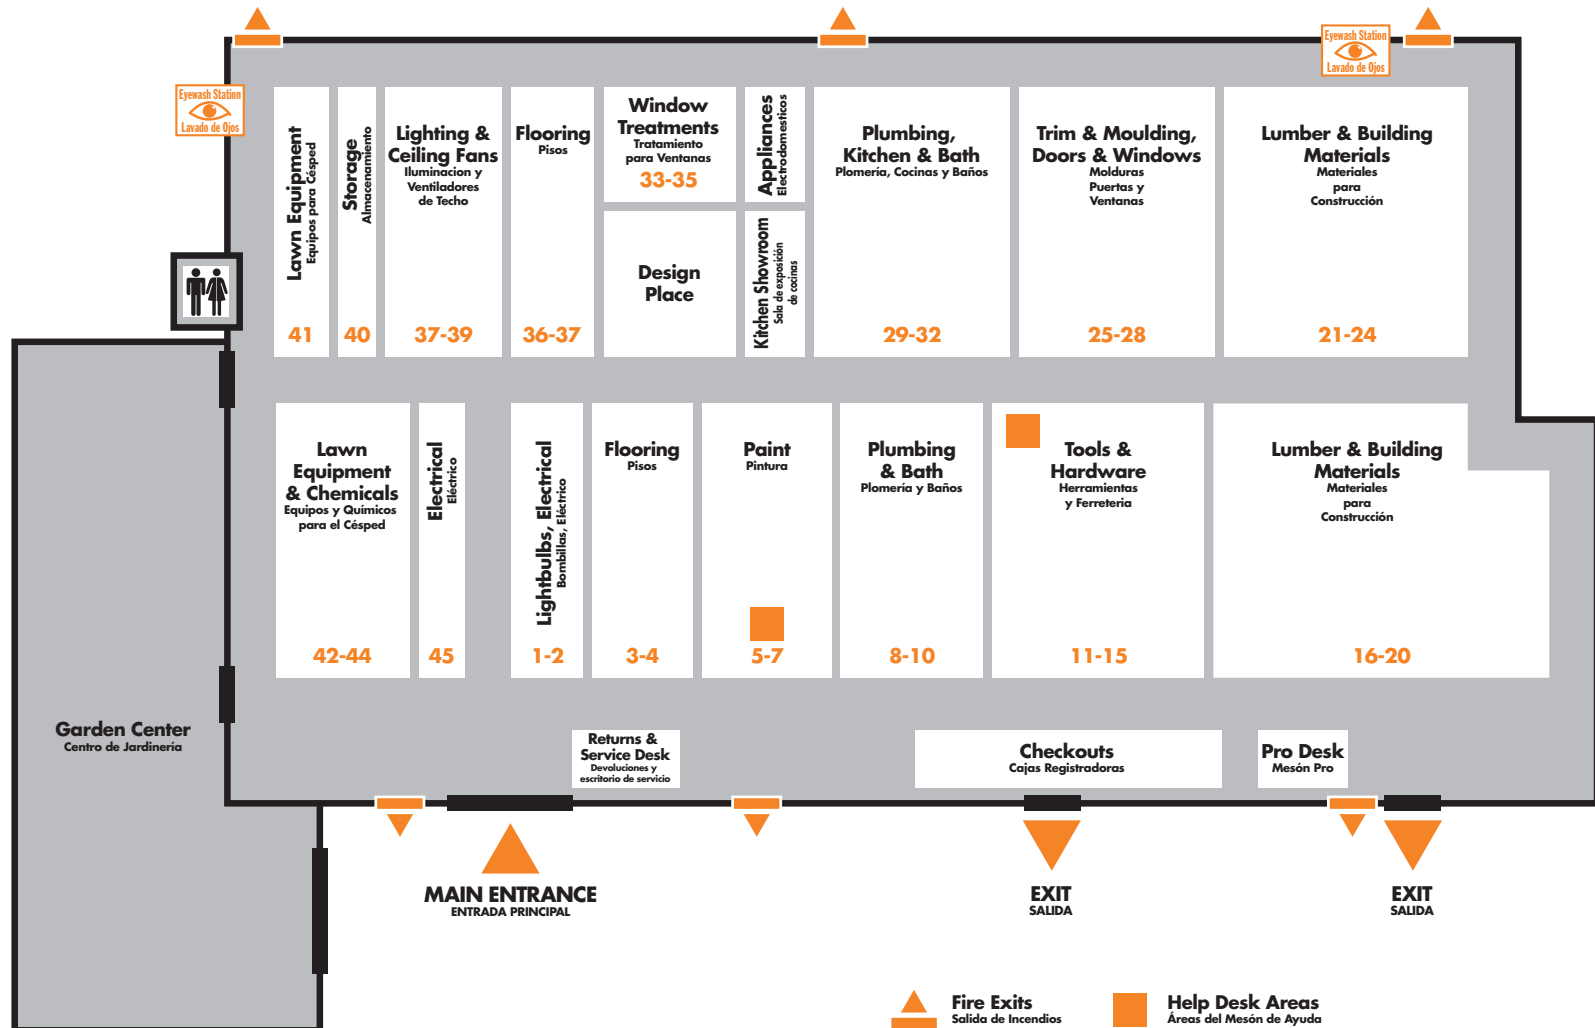 Eyewash Station
Lavado de Ojos
Eyewash Station
Lavado de Ojos
Lawn Equipment
Equipos para Césped
41
Storage
Almacenamiento
40
Lighting &
Ceiling Fans
Iluminacion y
Ventiladores
de Techo
37-39
Flooring
Pisos
36-37
Window
Treatments
Tratamiento
para Ventanas
33-35
Design
Place
Appliances
Electrodomesticos
Kitchen Showroom
Sala de exposición
de cocinas
Plumbing,
Kitchen & Bath
Plomería, Cocinas y Baños
29-32
Trim & Moulding,
Doors & Windows
Molduras
Puertas y
Ventanas
25-28
Lumber & Building
Materials
Materiales
para
Construcción
21-24
Lawn
Equipment
& Chemicals
Equipos y Químicos
para el Césped
42-44
Electrical
Eléctrico
45
Lightbulbs, Electrical
Bombillas, Eléctrico
1-2
Flooring
Pisos
3-4
Paint
Pintura
5-7
Plumbing
& Bath
Plomería y Baños
8-10
Tools &
Hardware
Herramientas
y Ferreteria
11-15
Lumber & Building
Materials
Materiales
para
Construcción
16-20
Garden Center
Centro de Jardinería
Returns &
Service Desk
Devoluciones y
escritorio de servicio
Checkouts
Cajas Registradoras
Pro Desk
Mesón Pro
MAIN ENTRANCE
ENTRADA PRINCIPAL
EXIT
SALIDA
EXIT
SALIDA
Fire Exits
Salida de Incendios
Help Desk Areas
Áreas del Mesón de Ayuda